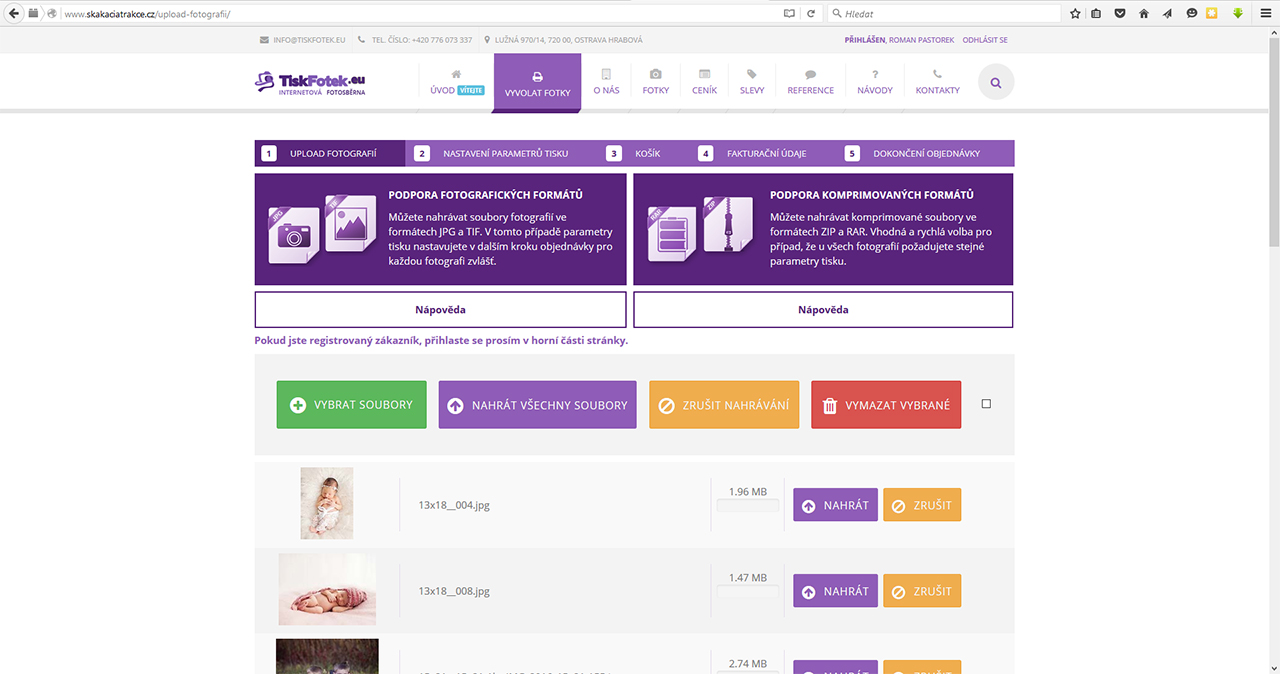 www.skakaciatrakce.cz/upload-fotografii/
Hledat
INFO@TISKFOTEK.EU
TEL. ČÍSLO: +420 776 073 337
LUŽNÁ 970/14, 720 00, OSTRAVA HRABOVÁ
PŘIHLÁŠEN, ROMAN PASTOREK
ODHLÁSIT SE
TiskFotek.eu
INTERNETOVÁ FOTOSBĚRNA
ÚVOD VÍTEJTE
VYVOLAT FOTKY
O NÁS
FOTKY
CENÍK
SLEVY
REFERENCE
NÁVODY
KONTAKTY
1 UPLOAD FOTOGRAFIÍ
2 NASTAVENÍ PARAMETRŮ TISKU
3 KOŠÍK
4 FAKTURAČNÍ ÚDAJE
5 DOKONČENÍ OBJEDNÁVKY
JPG
TIF
PODPORA FOTOGRAFICKÝCH FORMÁTŮ
Můžete nahrávat soubory fotografií ve
formátech JPG a TIF. V tomto případě parametry
tisku nastavujete v dalším kroku objednávky pro
každou fotografi zvlášť.
RAR
ZIP
PODPORA KOMPRIMOVANÝCH FORMÁTŮ
Můžete nahrávat komprimované soubory ve
formátech ZIP a RAR. Vhodná a rychlá volba pro
případ, že u všech fotografií požadujete stejné
parametry tisku.
Nápověda
Nápověda
Pokud jste registrovaný zákazník, přihlaste se prosím v horní části stránky.
VYBRAT SOUBORY
NAHRÁT VŠECHNY SOUBORY
ZRUŠIT NAHRÁVÁNÍ
VYMAZAT VYBRANÉ
13x18__004.jpg
1.96 MB
NAHRÁT
ZRUŠIT
13x18__008.jpg
1.47 MB
NAHRÁT
ZRUŠIT
2.74 MB
NAHRÁT
ZRUŠIT